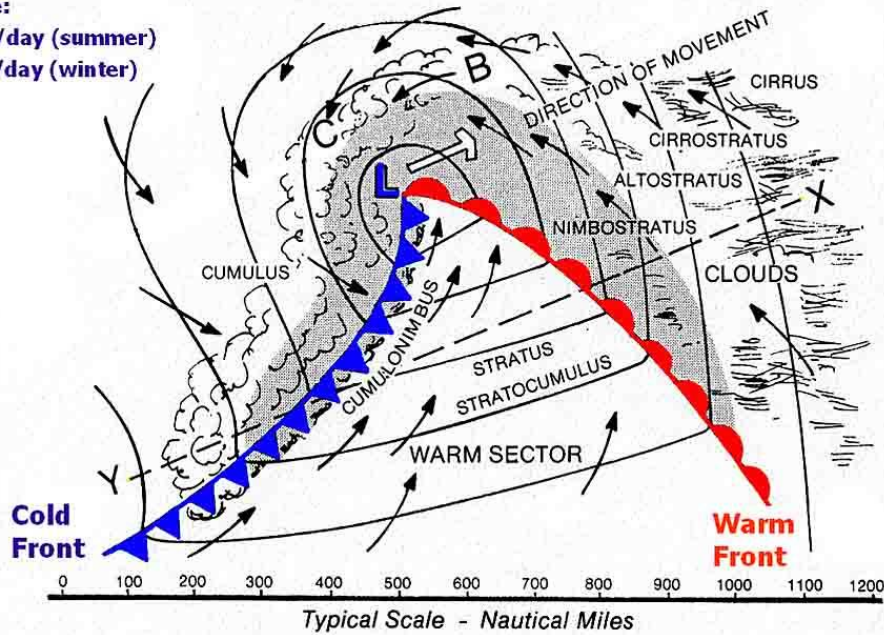 /day (summer)
/day (winter)
DIRECTION OF MOVEMENT
B
C
L
CIRRUS
CIRROSTRATUS
ALTOSTRATUS
X
NIMBOSTRATUS
CUMULUS
CLOUDS
CUMULONIM BUS
STRATUS
STRATOCUMULUS
WARM SECTOR
Y
Cold
Front
Warm
Front
0 100 200 300 400 500 600 700 800 900 1000 1100 1200
Typical Scale - Nautical Miles